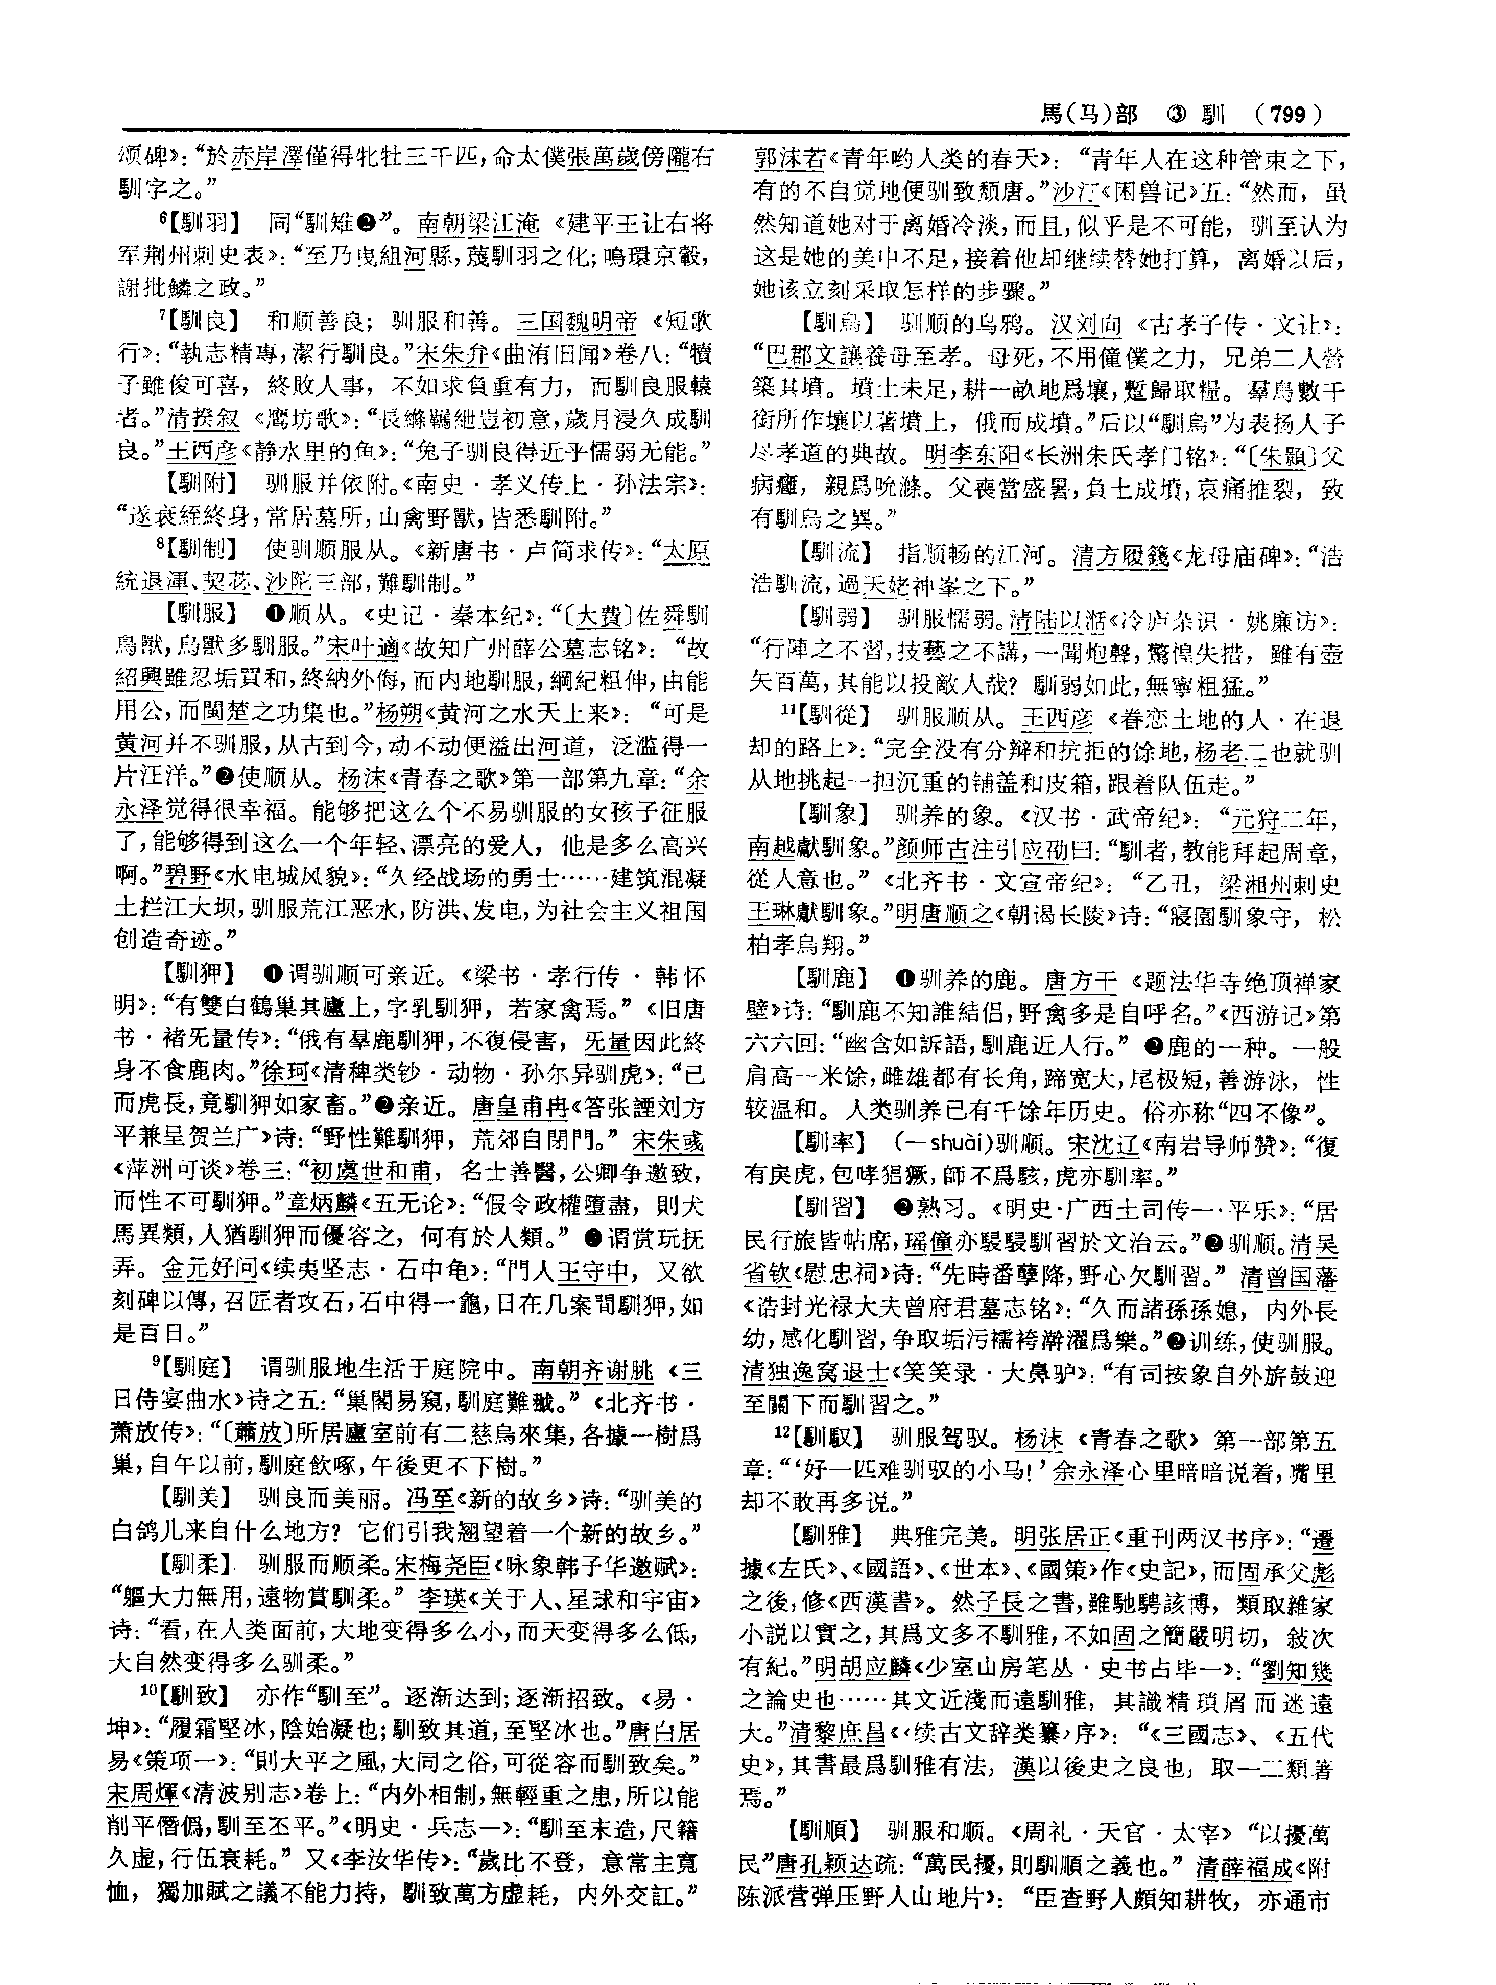 馬(马)部 ③ 馴 (799)
颂碑》：“於赤岸澤僅得牝牡三千匹，命太僕張萬歲傍隴右
馴字之。”
⁶【馴羽】 同“馴雉❷”。南朝梁江淹《建平王让右将
军荆州刺史表》：“至乃曳組河縣，蔑馴羽之化；鳴環京轂，
謝批鱗之政。”
⁷【馴良】 和顺善良；驯服和善。三国魏明帝《短歌
行》：“執志精專，潔行馴良。”宋朱弁《曲洧旧闻》卷八：“犢
子雖俊可喜，終敗人事，不如求負重有力，而馴良服轅
者。”清揆叙《鹰坊歌》：“長縧羈紲豈初意，歲月浸久成馴
良。”王西彦《静水里的鱼》：“兔子驯良得近乎懦弱无能。”
【馴附】 驯服并依附。《南史·孝义传上·孙法宗》：
“遂衰絰終身，常居墓所，山禽野獸，皆悉馴附。”
⁸【馴制】 使驯顺服从。《新唐书·卢简求传》：“太原
統退渾、契苾、沙陀三部，難馴制。”
【馴服】 ❶顺从。《史记·秦本纪》：“〔大費〕佐舜馴
鳥獸，鳥獸多馴服。”宋叶適《故知广州薛公墓志铭》：“故
紹興雖忍垢買和，終納外侮，而内地馴服，綱紀粗伸，由能
用公，而閩楚之功集也。”杨朔《黄河之水天上来》：“可是
黄河并不驯服，从古到今，动不动便溢出河道，泛滥得一
片汪洋。”❷使顺从。杨沫《青春之歌》第一部第九章：“余
永泽觉得很幸福。能够把这么个不易驯服的女孩子征服
了，能够得到这么一个年轻、漂亮的爱人，他是多么高兴
啊。”碧野《水电城风貌》：“久经战场的勇士……建筑混凝
土拦江大坝，驯服荒江恶水，防洪、发电，为社会主义祖国
创造奇迹。”
【馴狎】 ❶谓驯顺可亲近。《梁书·孝行传·韩怀
明》：“有雙白鶴巢其廬上，字乳馴狎，若家禽焉。”《旧唐
书·褚无量传》：“俄有羣鹿馴狎，不復侵害，无量因此終
身不食鹿肉。”徐珂《清稗类钞·动物·孙尔异驯虎》：“已
而虎長，竟馴狎如家畜。”❷亲近。唐皇甫冉《答张諲刘方
平兼呈贺兰广》诗：“野性難馴狎，荒郊自閉門。”宋朱彧
《萍洲可谈》卷三：“初虞世和甫，名士善醫，公卿争邀致，
而性不可馴狎。”章炳麟《五无论》：“假令政權墮盡，則犬
馬異類，人猶馴狎而優容之，何有於人類。”❸谓赏玩抚
弄。金元好问《续夷坚志·石中龟》：“門人王守中，又欲
刻碑以傳，召匠者攻石，石中得一龜，日在几案間馴狎，如
是百日。”
⁹【馴庭】 谓驯服地生活于庭院中。南朝齐谢朓《三
日侍宴曲水》诗之五：“巢閣易窺，馴庭難狘。”《北齐书·
萧放传》：“〔蕭放〕所居廬室前有二慈烏來集，各據一樹爲
巢，自午以前，馴庭飲啄，午後更不下樹。”
【馴美】 驯良而美丽。冯至《新的故乡》诗：“驯美的
白鸽儿来自什么地方？它们引我翘望着一个新的故乡。”
【馴柔】 驯服而顺柔。宋梅尧臣《咏象韩子华邀赋》：
“軀大力無用，遠物賞馴柔。”李瑛《关于人、星球和宇宙》
诗：“看，在人类面前，大地变得多么小，而天变得多么低，
大自然变得多么驯柔。”
¹⁰【馴致】 亦作“馴至”。逐渐达到；逐渐招致。《易·
坤》：“履霜堅冰，陰始凝也；馴致其道，至堅冰也。”唐白居
易《策项一》：“則大平之風，大同之俗，可從容而馴致矣。”
宋周煇《清波别志》卷上：“内外相制，無輕重之患，所以能
削平僭僞，馴至丕平。”《明史·兵志一》：“馴至末造，尺籍
久虛，行伍衰耗。”又《李汝华传》：“歲比不登，意常主寬
恤，獨加賦之議不能力持，馴致萬方虛耗，内外交訌。”
郭沫若《青年哟人类的春天》：“青年人在这种管束之下，
有的不自觉地便驯致颓唐。”沙汀《困兽记》五：“然而，虽
然知道她对于离婚冷淡，而且，似乎是不可能，驯至认为
这是她的美中不足，接着他却继续替她打算，离婚以后，
她该立刻采取怎样的步骤。”
【馴烏】 驯顺的乌鸦。汉刘向《古孝子传·文让》：
“巴郡文讓養母至孝。母死，不用僮僕之力，兄弟二人營
築其墳。墳土未足，耕一畝地爲壤，蹔歸取糧。羣烏數千
銜所作壤以著墳上，俄而成墳。”后以“馴烏”为表扬人子
尽孝道的典故。明李东阳《长洲朱氏孝门铭》：“〔朱顥〕父
病癰，親爲吮滌。父喪當盛暑，負土成墳，哀痛摧裂，致
有馴烏之異。”
【馴流】 指顺畅的江河。清方履籛《龙母庙碑》：“浩
浩馴流，過天姥神峯之下。”
【馴弱】 驯服懦弱。清陆以湉《冷庐杂识·姚廉访》：
“行陣之不習，技藝之不講，一聞炮聲，驚惶失措，雖有壺
矢百萬，其能以投敵人哉？馴弱如此，無寧粗猛。”
¹¹【馴從】 驯服顺从。王西彦《眷恋土地的人·在退
却的路上》：“完全没有分辩和抗拒的馀地，杨老二也就驯
从地挑起一担沉重的铺盖和皮箱，跟着队伍走。”
【馴象】 驯养的象。《汉书·武帝纪》：“元狩二年，
南越獻馴象。”颜师古注引应劭曰：“馴者，教能拜起周章，
從人意也。”《北齐书·文宣帝纪》：“乙丑，梁湘州刺史
王琳獻馴象。”明唐顺之《朝谒长陵》诗：“寢園馴象守，松
柏孝烏翔。”
【馴鹿】 ❶驯养的鹿。唐方干《题法华寺绝顶禅家
壁》诗：“馴鹿不知誰結侣，野禽多是自呼名。”《西游记》第
六六回：“幽含如訴語，馴鹿近人行。”❷鹿的一种。一般
肩高一米馀，雌雄都有长角，蹄宽大，尾极短，善游泳，性
较温和。人类驯养已有千馀年历史。俗亦称“四不像”。
【馴率】 (—shuài)驯顺。宋沈辽《南岩导师赞》：“復
有戾虎，包哮猖獗，師不爲駭，虎亦馴率。”
【馴習】 ❷熟习。《明史·广西土司传一·平乐》：“居
民行旅皆帖席，瑶僮亦駸駸馴習於文治云。”❷驯顺。清吴
省钦《慰忠祠》诗：“先時番孽降，野心欠馴習。”清曾国藩
《诰封光禄大夫曾府君墓志铭》：“久而諸孫孫媳，内外長
幼，感化馴習，争取垢污襦袴澣濯爲樂。”❷训练，使驯服。
清独逸窝退士《笑笑录·大鼻驴》：“有司按象自外旂鼓迎
至闕下而馴習之。”
¹²【馴馭】 驯服驾驭。杨沫《青春之歌》第一部第五
章：“‘好一匹难驯驭的小马！’余永泽心里暗暗说着，嘴里
却不敢再多说。”
【馴雅】 典雅完美。明张居正《重刊两汉书序》：“遷
據《左氏》、《國語》、《世本》、《國策》作《史記》，而固承父彪
之後，修《西漢書》。然子長之書，雖馳騁該博，類取雜家
小説以實之，其爲文多不馴雅，不如固之簡嚴明切，敍次
有紀。”明胡应麟《少室山房笔丛·史书占毕一》：“劉知幾
之論史也……其文近淺而遠馴雅，其識精瑣屑而迷遠
大。”清黎庶昌《〈续古文辞类纂〉序》：“《三國志》、《五代
史》，其書最爲馴雅有法，漢以後史之良也，取一二類著
焉。”
【馴順】 驯服和顺。《周礼·天官·太宰》“以擾萬
民”唐孔颖达疏：“萬民擾，則馴順之義也。”清薛福成《附
陈派营弹压野人山地片》：“臣查野人頗知耕牧，亦通市